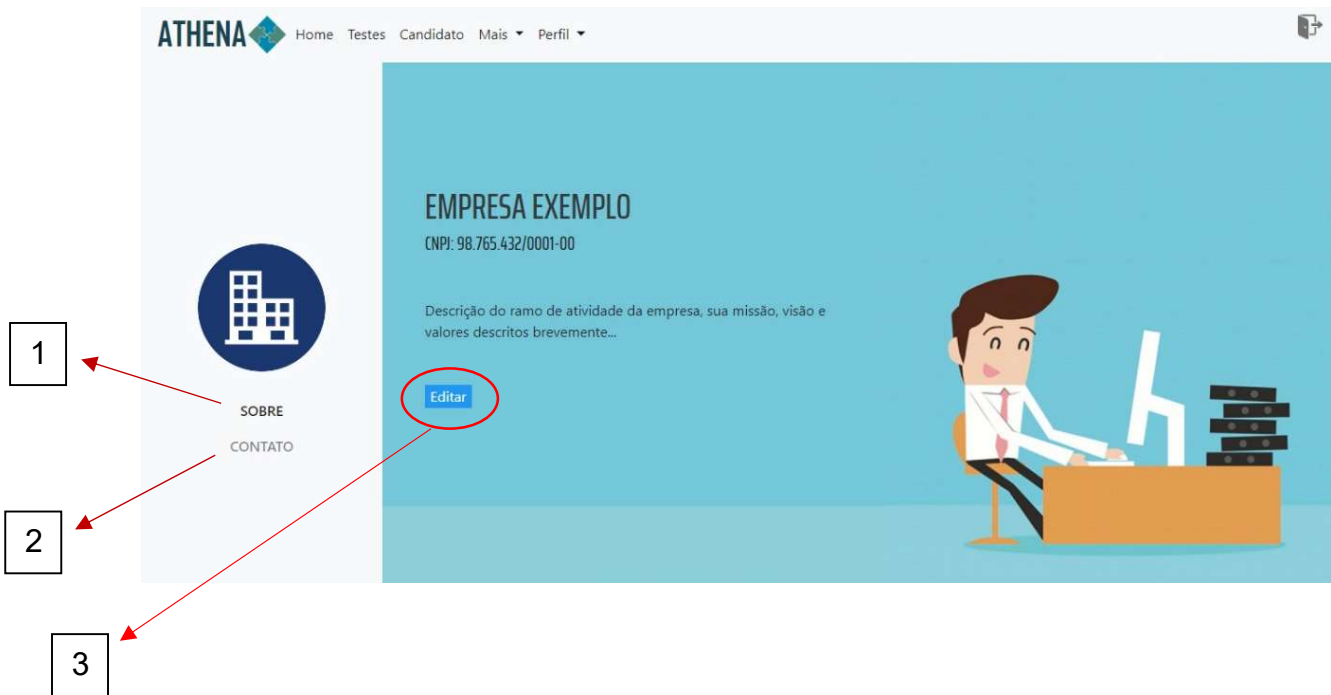 ATHENA Home Testes Candidato Mais Perfil
EMPRESA EXEMPLO
CNPJ: 98.765.432/0001-00
Descrição do ramo de atividade da empresa, sua missão, visão e
valores descritos brevemente...
Editar
1
SOBRE
CONTATO
2
3